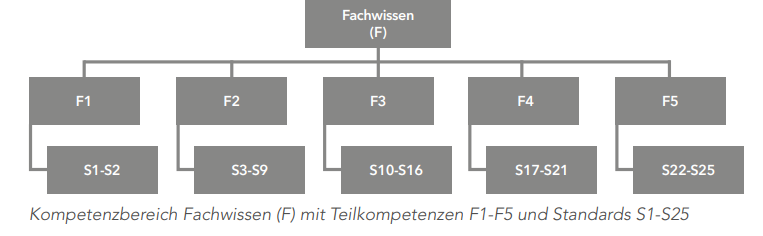 Fachwissen
(F)
F1
F2
F3
F4
F5
S1-S2
S3-S9
S10-S16
S17-S21
S22-S25
Kompetenzbereich Fachwissen (F) mit Teilkompetenzen F1-F5 und Standards S1-S25